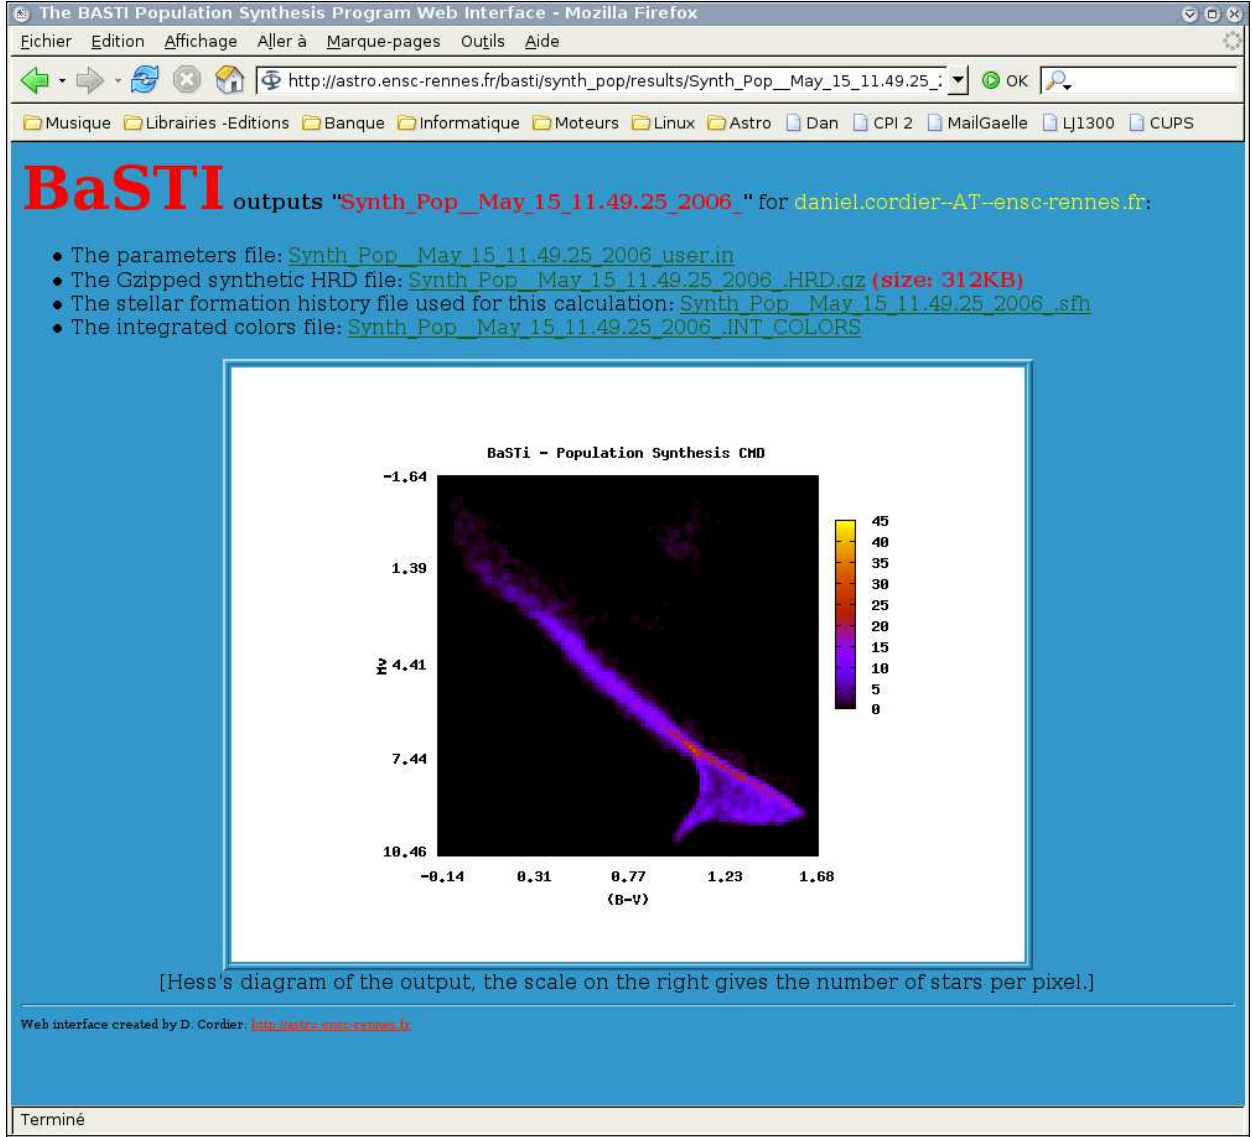 The BASTI Population Synthesis Program Web Interface - Mozilla Firefox
Eichier Edition Affichage Aller à Marque-pages Outils Aide
http://astro.ensc-rennes.fr/basti/synth_pop/results/Synth_Pop__May_15_11.49.25_: OK
Musique Librairies -Editions Banque Informatique Moteurs Linux Astro Dan CPI 2 MailGaelle LJ1300 CUPS
BaSTI outputs "Synth_Pop__May_15_11.49.25_2006_" for daniel.cordier--AT--ensc-rennes.fr:
● The parameters file: Synth_Pop__May_15_11.49.25_2006_user.in
● The Gzipped synthetic HRD file: Synth_Pop__May_15_11.49.25_2006_.HRD.gz (size: 312KB)
● The stellar formation history file used for this calculation: Synth_Pop__May_15_11.49.25_2006_.sfh
● The integrated colors file: Synth_Pop__May_15_11.49.25_2006_.INT_COLORS
BaSTi - Population Synthesis CMD
-1.64
1.39
Mv
4.41
7.44
10.46
-0.14 0.31 0.77 1.23 1.68
(B-V)
45
40
35
30
25
20
15
10
5
0
[Hess's diagram of the output, the scale on the right gives the number of stars per pixel.]
Web interface created by D. Cordier: http://astro.ensc-rennes.fr
Terminé